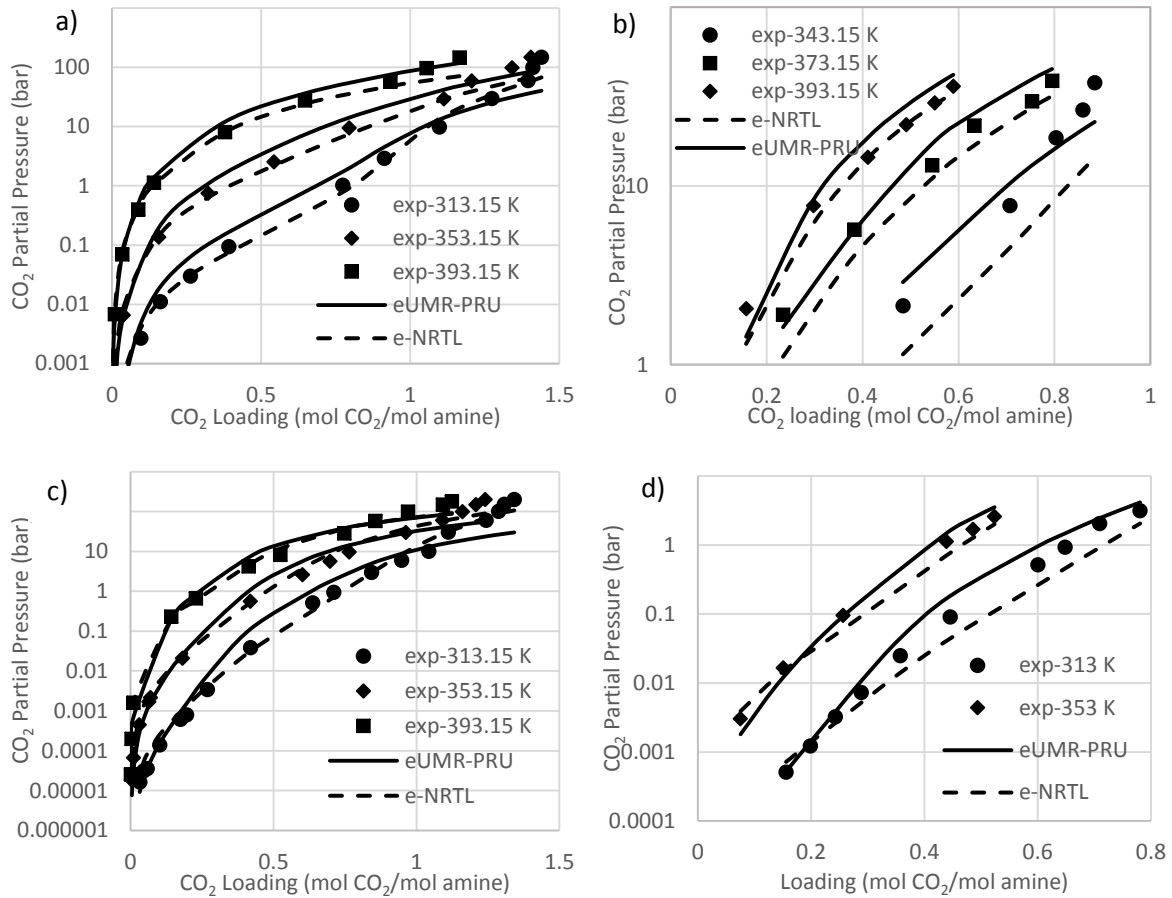 a)
CO2 Partial Pressure (bar)
100
10
1
0.1
0.01
0.001
0
0.5
1
1.5
CO2 Loading (mol CO2/mol amine)
exp-313.15 K
exp-353.15 K
exp-393.15 K
eUMR-PRU
e-NRTL
b)
CO2 Partial Pressure (bar)
10
1
0
0.2
0.4
0.6
0.8
1
CO2 loading (mol CO2/mol amine)
exp-343.15 K
exp-373.15 K
exp-393.15 K
e-NRTL
eUMR-PRU
c)
CO2 Partial Pressure (bar)
10
1
0.1
0.01
0.001
0.0001
0.00001
0.000001
0
0.5
1
1.5
CO2 Loading (mol CO2/mol amine)
exp-313.15 K
exp-353.15 K
exp-393.15 K
eUMR-PRU
e-NRTL
d)
CO2 Partial Pressure (bar)
1
0.1
0.01
0.001
0.0001
0
0.2
0.4
0.6
0.8
Loading (mol CO2/mol amine)
exp-313 K
exp-353 K
eUMR-PRU
e-NRTL